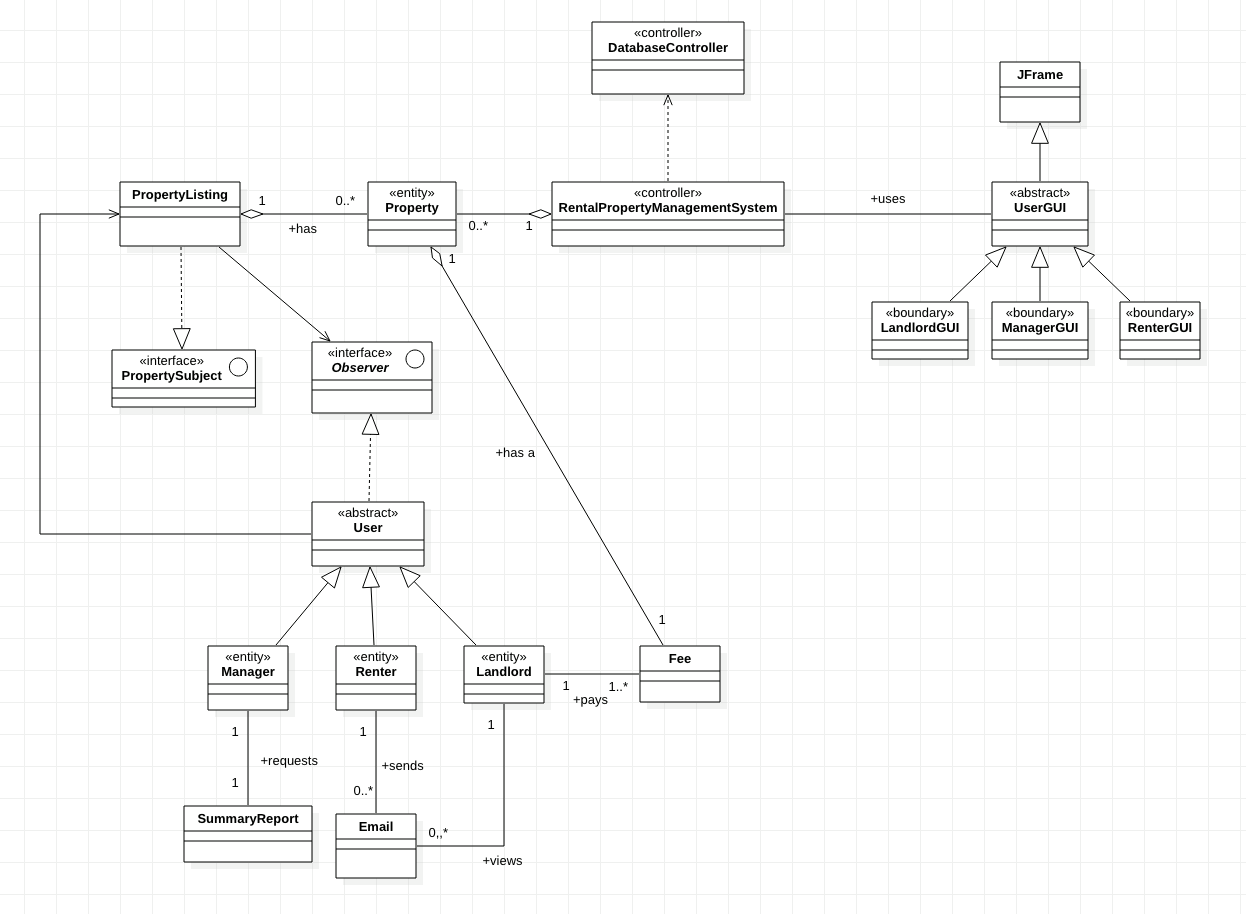 «controller»
DatabaseController
JFrame
PropertyListing
1
0..*
+has
«entity»
Property
0..*
1
«controller»
RentalPropertyManagementSystem
+uses
«abstract»
UserGUI
1
«boundary»
LandlordGUI
«boundary»
ManagerGUI
«boundary»
RenterGUI
«interface»
PropertySubject
«interface»
Observer
+has a
«abstract»
User
1
«entity»
Manager
«entity»
Renter
«entity»
Landlord
Fee
1
1..*
+pays
1
+requests
1
1
+sends
0..*
1
SummaryReport
Email
0,,*
+views